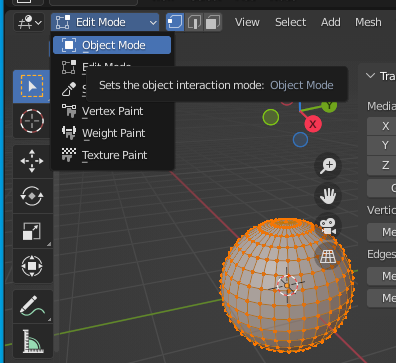 Edit Mode
View
Select
Add
Mesh
Object Mode
Edit Mode
Sets the object interaction mode: Object Mode
Vertex Paint
Weight Paint
Texture Paint
X
Tra
Media
X
Y
Z
Vertic
Me
Edges
Me
Me